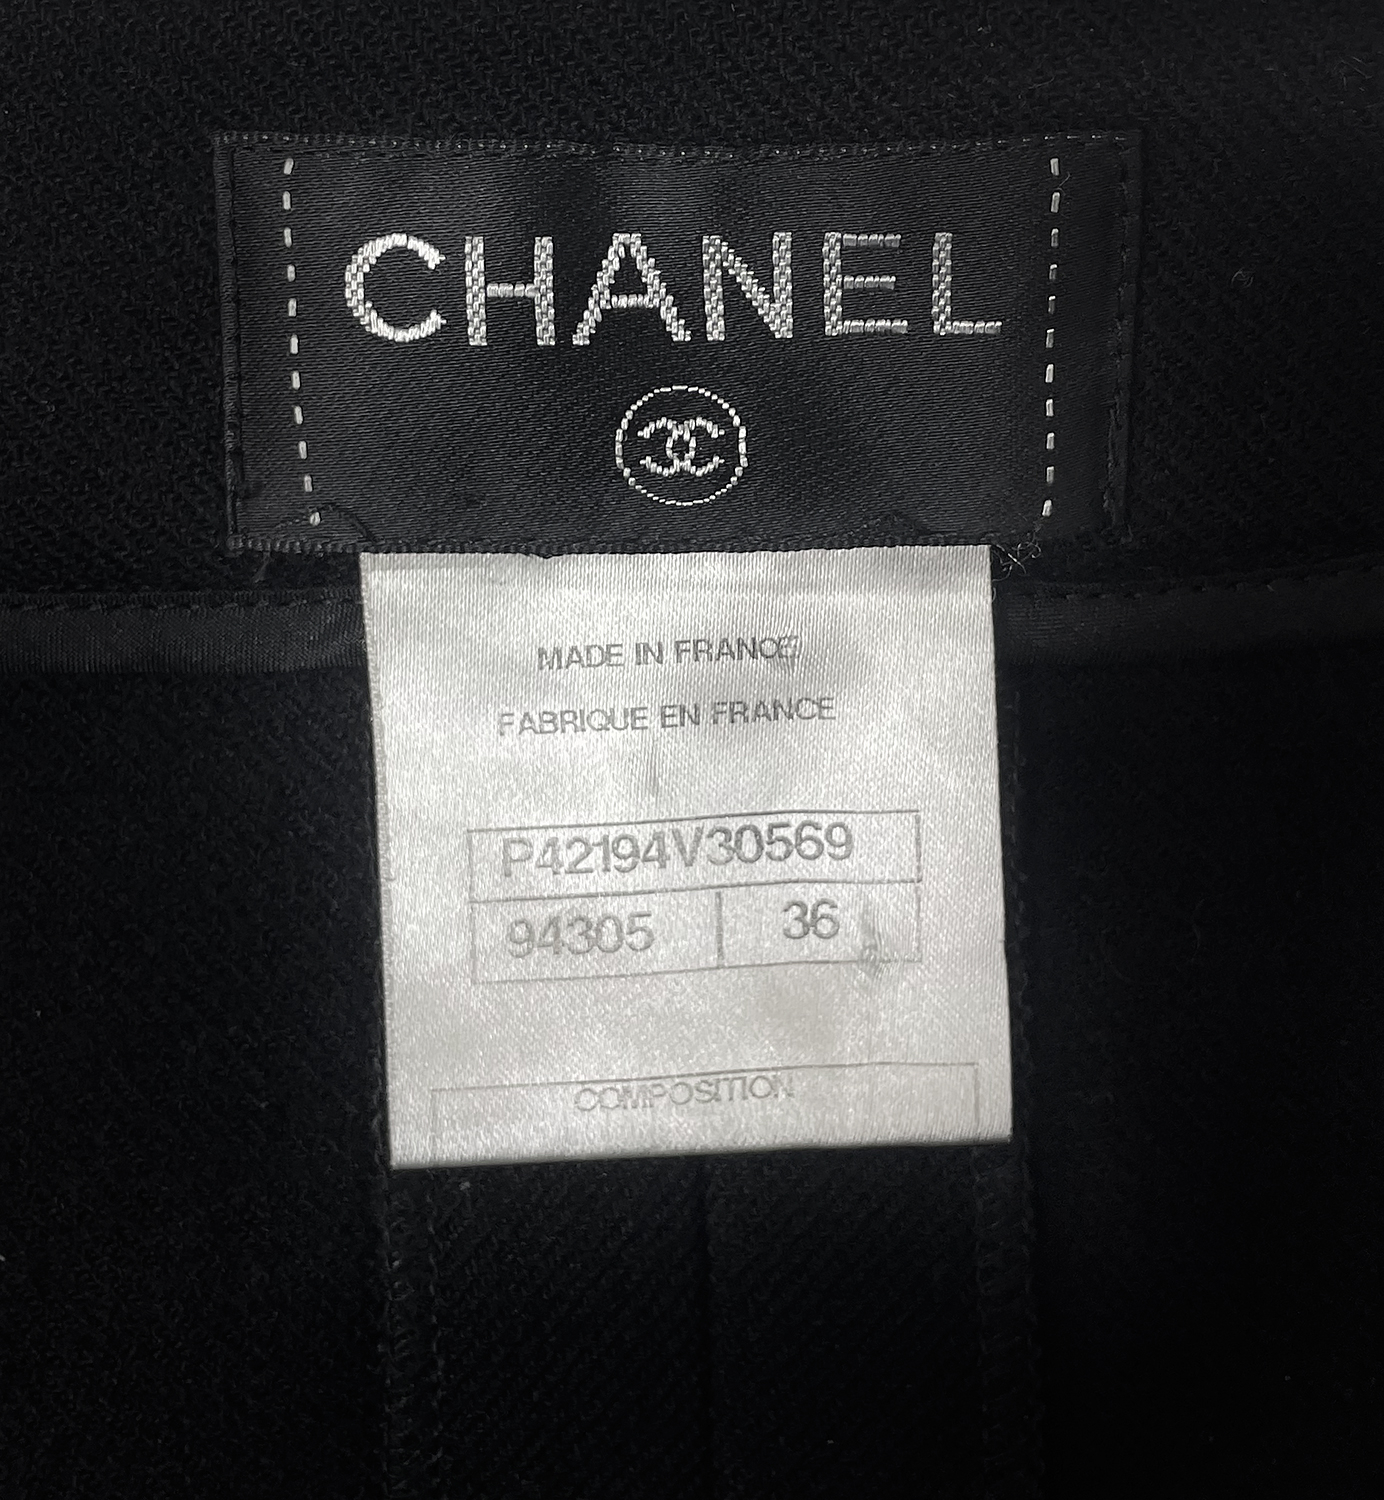 CHANEL
MADE IN FRANCE
FABRIQUE EN FRANCE
P42194V30569
94305 36
COMPOSITION